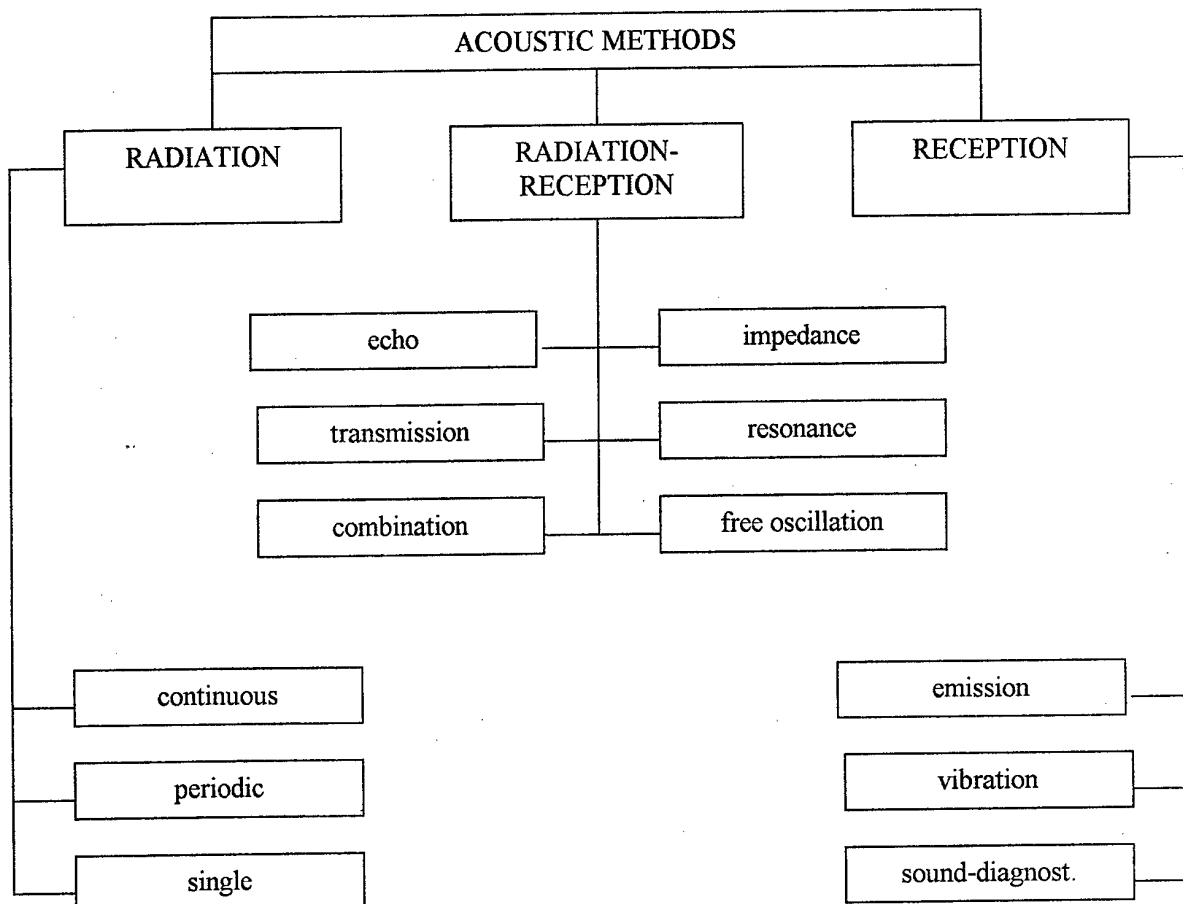 ACOUSTIC METHODS
RADIATION
RADIATION-
RECEPTION
RECEPTION
echo
impedance
transmission
resonance
combination
free oscillation
continuous
emission
periodic
vibration
single
sound-diagnost.